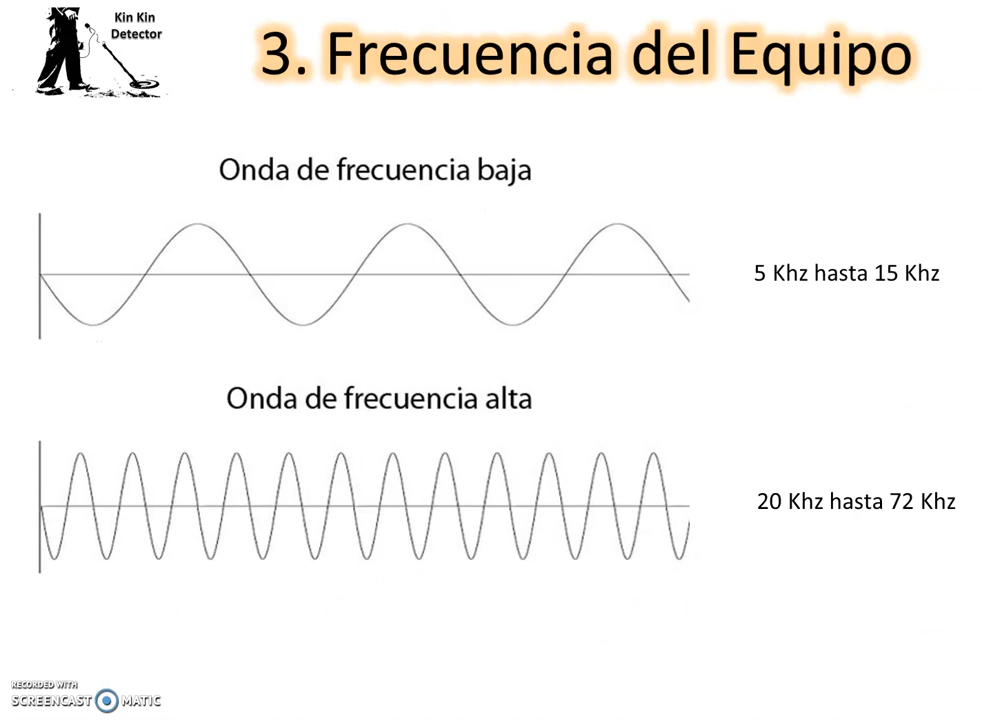 Kin Kin
Detector
3. Frecuencia del Equipo
Onda de frecuencia baja
5 Khz hasta 15 Khz
Onda de frecuencia alta
20 Khz hasta 72 Khz
RECORDED WITH
SCREENCAST MATIC